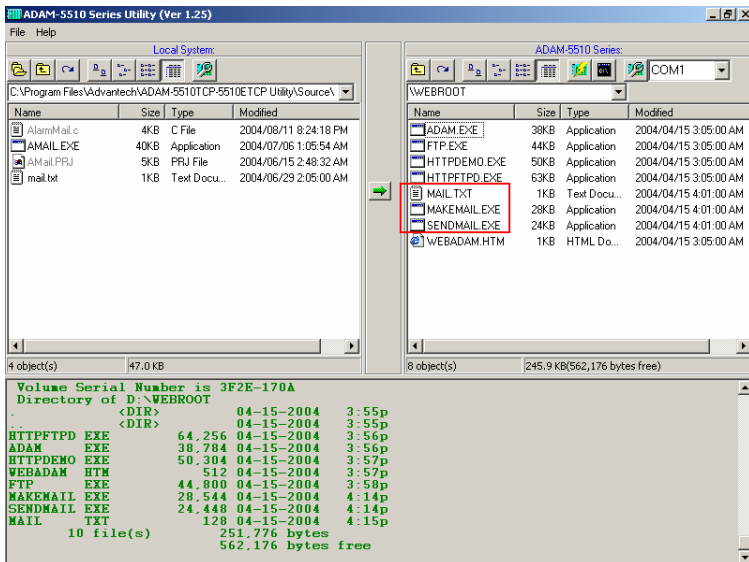 ADAM-5510 Series Utility (Ver 1.25)
File Help
Local System:
C:\Program Files\Advantech\ADAM-5510TCP-5510ETCP Utility\Source\
Name Size Type Modified
AlarmMail.c 4KB C File 2004/08/11 8:24:18 PM
AMAIL.EXE 40KB Application 2004/07/06 1:05:54 AM
AMail.PRJ 5KB PRJ File 2004/06/15 2:48:32 AM
mail.txt 1KB Text Docu... 2004/06/29 2:05:00 AM
4 object(s) 47.0 KB
ADAM-5510 Series:
COM1
\WEBROOT
Name Size Type Modified
ADAM.EXE 38KB Application 2004/04/15 3:05:00 AM
FTP.EXE 44KB Application 2004/04/15 3:05:00 AM
HTTPDEMO.EXE 50KB Application 2004/04/15 3:05:00 AM
HTTPFTPD.EXE 63KB Application 2004/04/15 3:05:00 AM
MAIL.TXT 1KB Text Docu... 2004/04/15 4:01:00 AM
MAKEMAIL.EXE 28KB Application 2004/04/15 4:01:00 AM
SENDMAIL.EXE 24KB Application 2004/04/15 4:01:00 AM
WEBADAM.HTM 1KB HTML Do... 2004/04/15 3:05:00 AM
8 object(s) 245.9 KB(562,176 bytes free)
Volume Serial Number is 3F2E-170A
Directory of D:\WEBROOT
. <DIR> 04-15-2004 3:55p
.. <DIR> 04-15-2004 3:55p
HTTPFTPD EXE 64,256 04-15-2004 3:56p
ADAM EXE 38,784 04-15-2004 3:56p
HTTPDEMO EXE 50,304 04-15-2004 3:57p
WEBADAM HTM 512 04-15-2004 3:57p
FTP EXE 44,800 04-15-2004 3:58p
MAKEMAIL EXE 28,544 04-15-2004 4:14p
SENDMAIL EXE 24,448 04-15-2004 4:14p
MAIL TXT 128 04-15-2004 4:15p
10 file(s) 251,776 bytes
562,176 bytes free